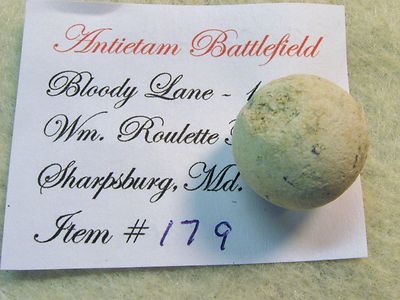 Antietam Battlefield
Bloody Lane -
Wm. Roulette
Sharpsburg, Md.
Item # 179